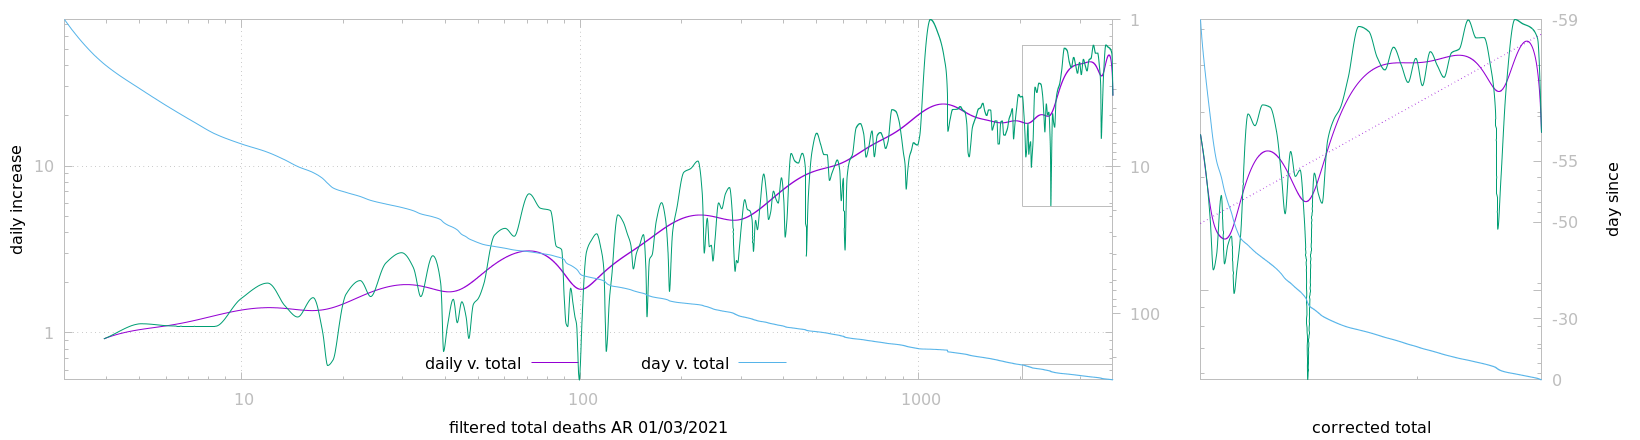 1
-59
10
10
-55
daily increase
day since
-50
100
-30
1
daily v. total
day v. total
0
10
100
1000
filtered total deaths AR 01/03/2021
corrected total